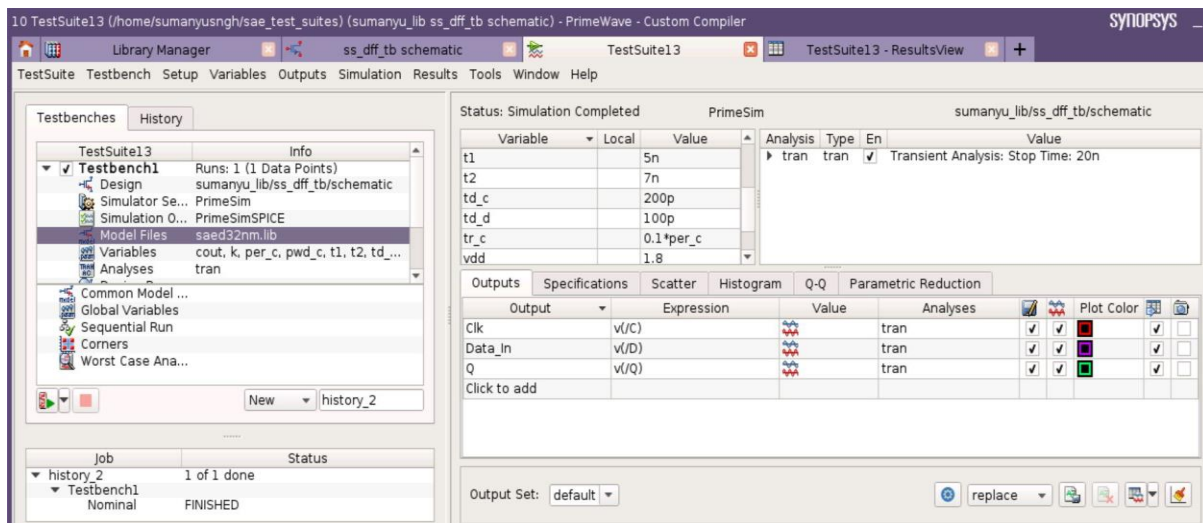 10 TestSuite13 (/home/sumanyusngh/sae_test_suites) (sumanyu_lib ss_dff_tb schematic) - PrimeWave - Custom Compiler
SYNOPSYS
Library Manager
ss_dff_tb schematic
TestSuite13
TestSuite13 - ResultsView
+
TestSuite Testbench Setup Variables Outputs Simulation Results Tools Window Help
Testbenches History
TestSuite13 Info
Testbench1 Runs: 1 (1 Data Points)
Design sumanyu_lib/ss_dff_tb/schematic
Simulator Se... PrimeSim
Simulation O... PrimeSimSPICE
Model Files saed32nm.lib
Variables cout, k, per_c, pwd_c, t1, t2, td_...
Analyses tran
Common Model ...
Global Variables
Sequential Run
Corners
Worst Case Ana...
New history_2
Job Status
history_2 1 of 1 done
Testbench1
Nominal FINISHED
Status: Simulation Completed PrimeSim sumanyu_lib/ss_dff_tb/schematic
Variable Local Value
t1 5n
t2 7n
td_c 200p
td_d 100p
tr_c 0.1*per_c
vdd 1.8
Analysis Type En Value
tran tran Transient Analysis: Stop Time: 20n
Outputs Specifications Scatter Histogram Q-Q Parametric Reduction
Output Expression Value Analyses Plot Color
Clk v(/C) tran
Data_In v(/D) tran
Q v(/Q) tran
Click to add
Output Set: default replace